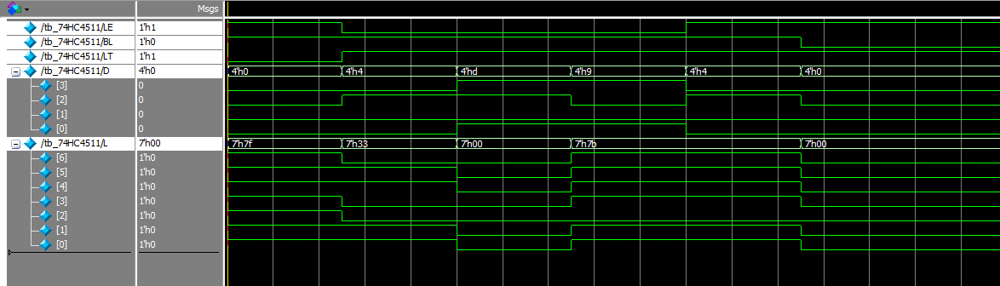 Msgs
/tb_74HC4511/LE 1'h1
/tb_74HC4511/BL 1'h0
/tb_74HC4511/LT 1'h1
/tb_74HC4511/D 4'h0 4'h0 4'h4 4'hd 4'h9 4'h4 4'h0
[3] 0
[2] 0
[1] 0
[0] 0
/tb_74HC4511/L 7'h00 7'h7f 7'h33 7'h00 7'h7b 7'h00
[6] 1'h0
[5] 1'h0
[4] 1'h0
[3] 1'h0
[2] 1'h0
[1] 1'h0
[0] 1'h0